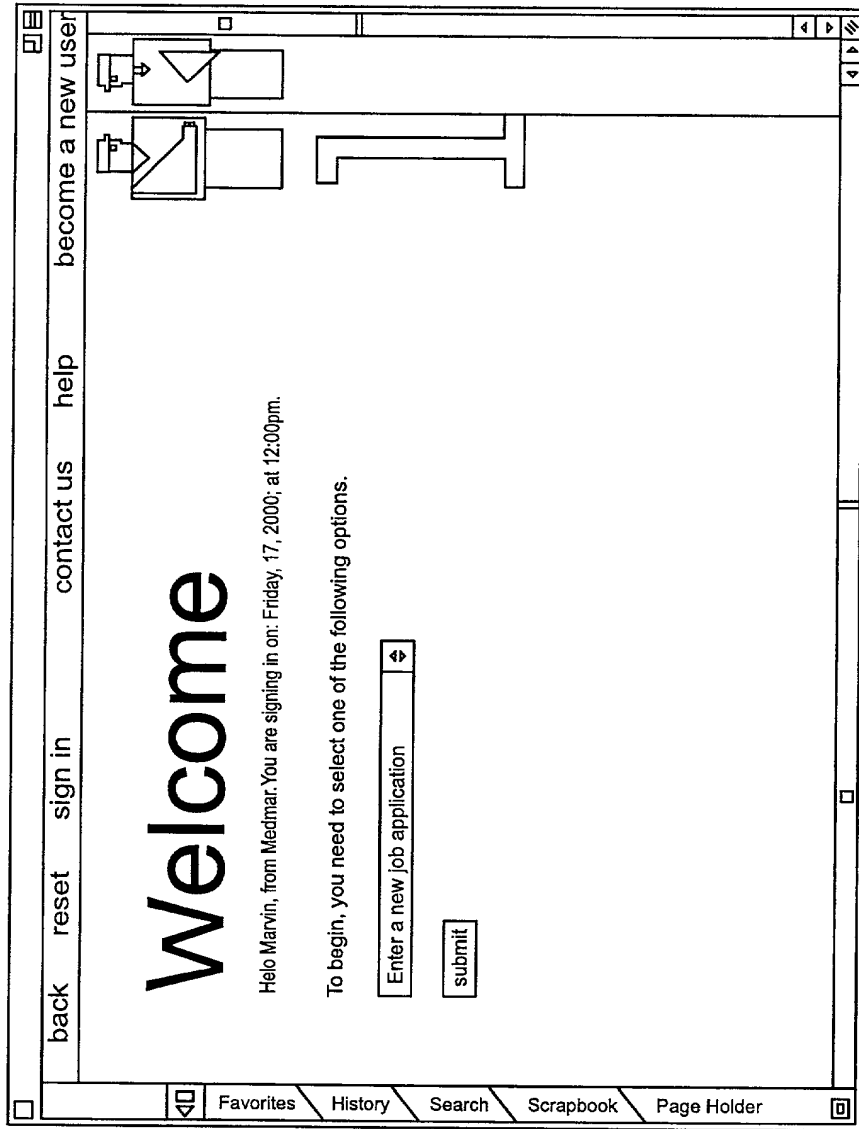 back reset sign in contact us help become a new user
Welcome
Helo Marvin, from Medmar.You are signing in on: Friday, 17, 2000; at 12:00pm.
To begin, you need to select one of the following options.
Enter a new job application
submit
Favorites
History
Search
Scrapbook
Page Holder